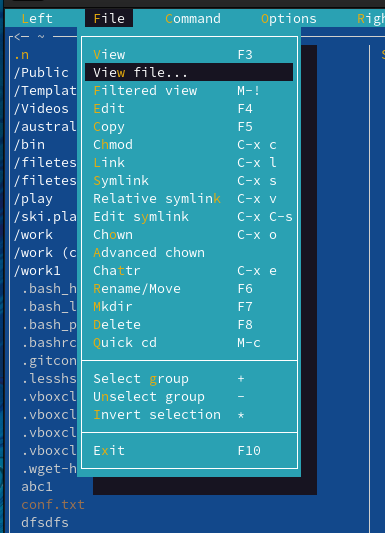 Left File Command Options Righ
<─ ~
.n
/Public
/Templat
/Videos
/austral
/bin
/filetes
/filetes
/play
/ski.pla
/work
/work (c
/work1
.bash_h
.bash_l
.bash_p
.bashrc
.gitcon
.lesshs
.vboxcl
.vboxcl
.vboxcl
.vboxcl
.wget-h
abc1
conf.txt
dfsdfs
View F3
View file...
Filtered view M-!
Edit F4
Copy F5
Chmod C-x c
Link C-x l
Symlink C-x s
Relative symlink C-x v
Edit symlink C-x C-s
Chown C-x o
Advanced chown
Chattr C-x e
Rename/Move F6
Mkdir F7
Delete F8
Quick cd M-c
Select group +
Unselect group -
Invert selection *
Exit F10